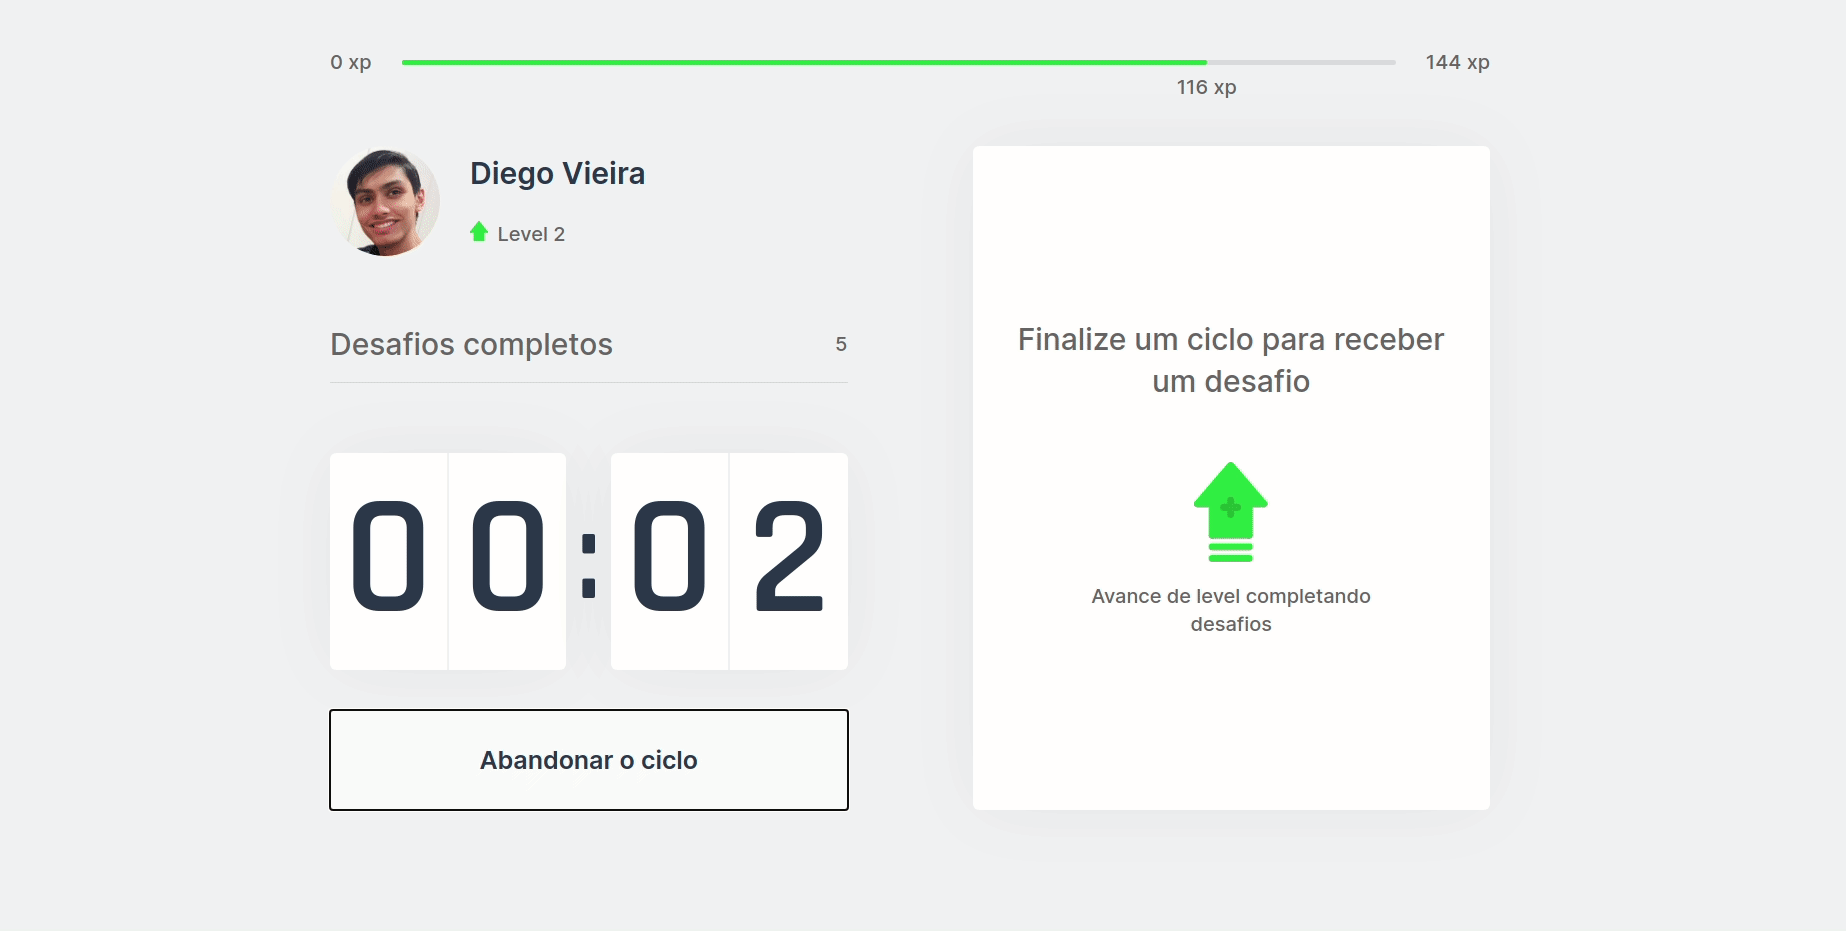 0 xp
144 xp
116 xp
Diego Vieira
Level 2
Desafios completos 5
00:02
Abandonar o ciclo
Finalize um ciclo para receber
um desafio
Avance de level completando
desafios